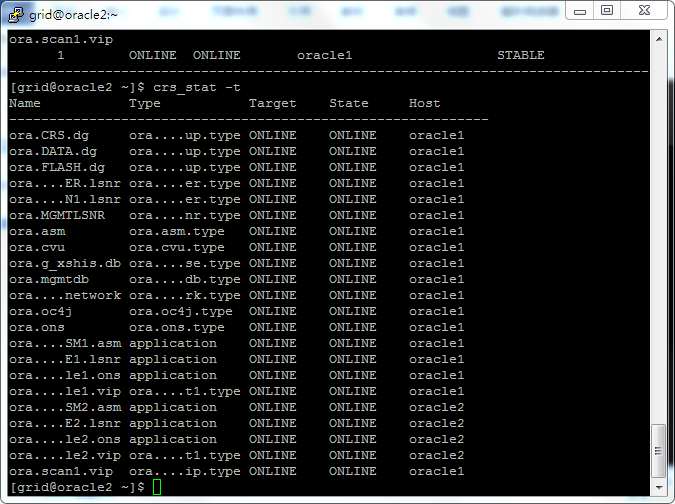 grid@oracle2:~
ora.scan1.vip
1 ONLINE ONLINE oracle1 STABLE
--------------------------------------------------------------------------------
[grid@oracle2 ~]$ crs_stat -t
Name Type Target State Host
------------------------------------------------------------
ora.CRS.dg ora....up.type ONLINE ONLINE oracle1
ora.DATA.dg ora....up.type ONLINE ONLINE oracle1
ora.FLASH.dg ora....up.type ONLINE ONLINE oracle1
ora....ER.lsnr ora....er.type ONLINE ONLINE oracle1
ora....N1.lsnr ora....er.type ONLINE ONLINE oracle1
ora.MGMTLSNR ora....nr.type ONLINE ONLINE oracle1
ora.asm ora.asm.type ONLINE ONLINE oracle1
ora.cvu ora.cvu.type ONLINE ONLINE oracle1
ora.g_xshis.db ora....se.type ONLINE ONLINE oracle1
ora.mgmtdb ora....db.type ONLINE ONLINE oracle1
ora....network ora....rk.type ONLINE ONLINE oracle1
ora.oc4j ora.oc4j.type ONLINE ONLINE oracle1
ora.ons ora.ons.type ONLINE ONLINE oracle1
ora....SM1.asm application ONLINE ONLINE oracle1
ora....E1.lsnr application ONLINE ONLINE oracle1
ora....le1.ons application ONLINE ONLINE oracle1
ora....le1.vip ora....t1.type ONLINE ONLINE oracle1
ora....SM2.asm application ONLINE ONLINE oracle2
ora....E2.lsnr application ONLINE ONLINE oracle2
ora....le2.ons application ONLINE ONLINE oracle2
ora....le2.vip ora....t1.type ONLINE ONLINE oracle2
ora.scan1.vip ora....ip.type ONLINE ONLINE oracle1
[grid@oracle2 ~]$